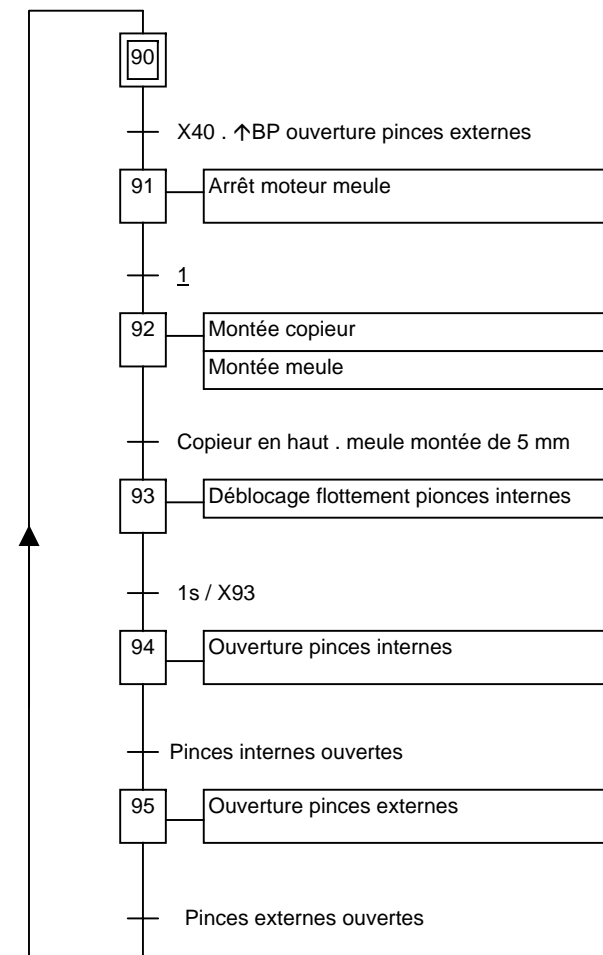 90
X40 . ↑BP ouverture pinces externes
91 Arrêt moteur meule
1
92 Montée copieur
Montée meule
Copieur en haut . meule montée de 5 mm
93 Déblocage flottement pionces internes
1s / X93
94 Ouverture pinces internes
Pinces internes ouvertes
95 Ouverture pinces externes
Pinces externes ouvertes